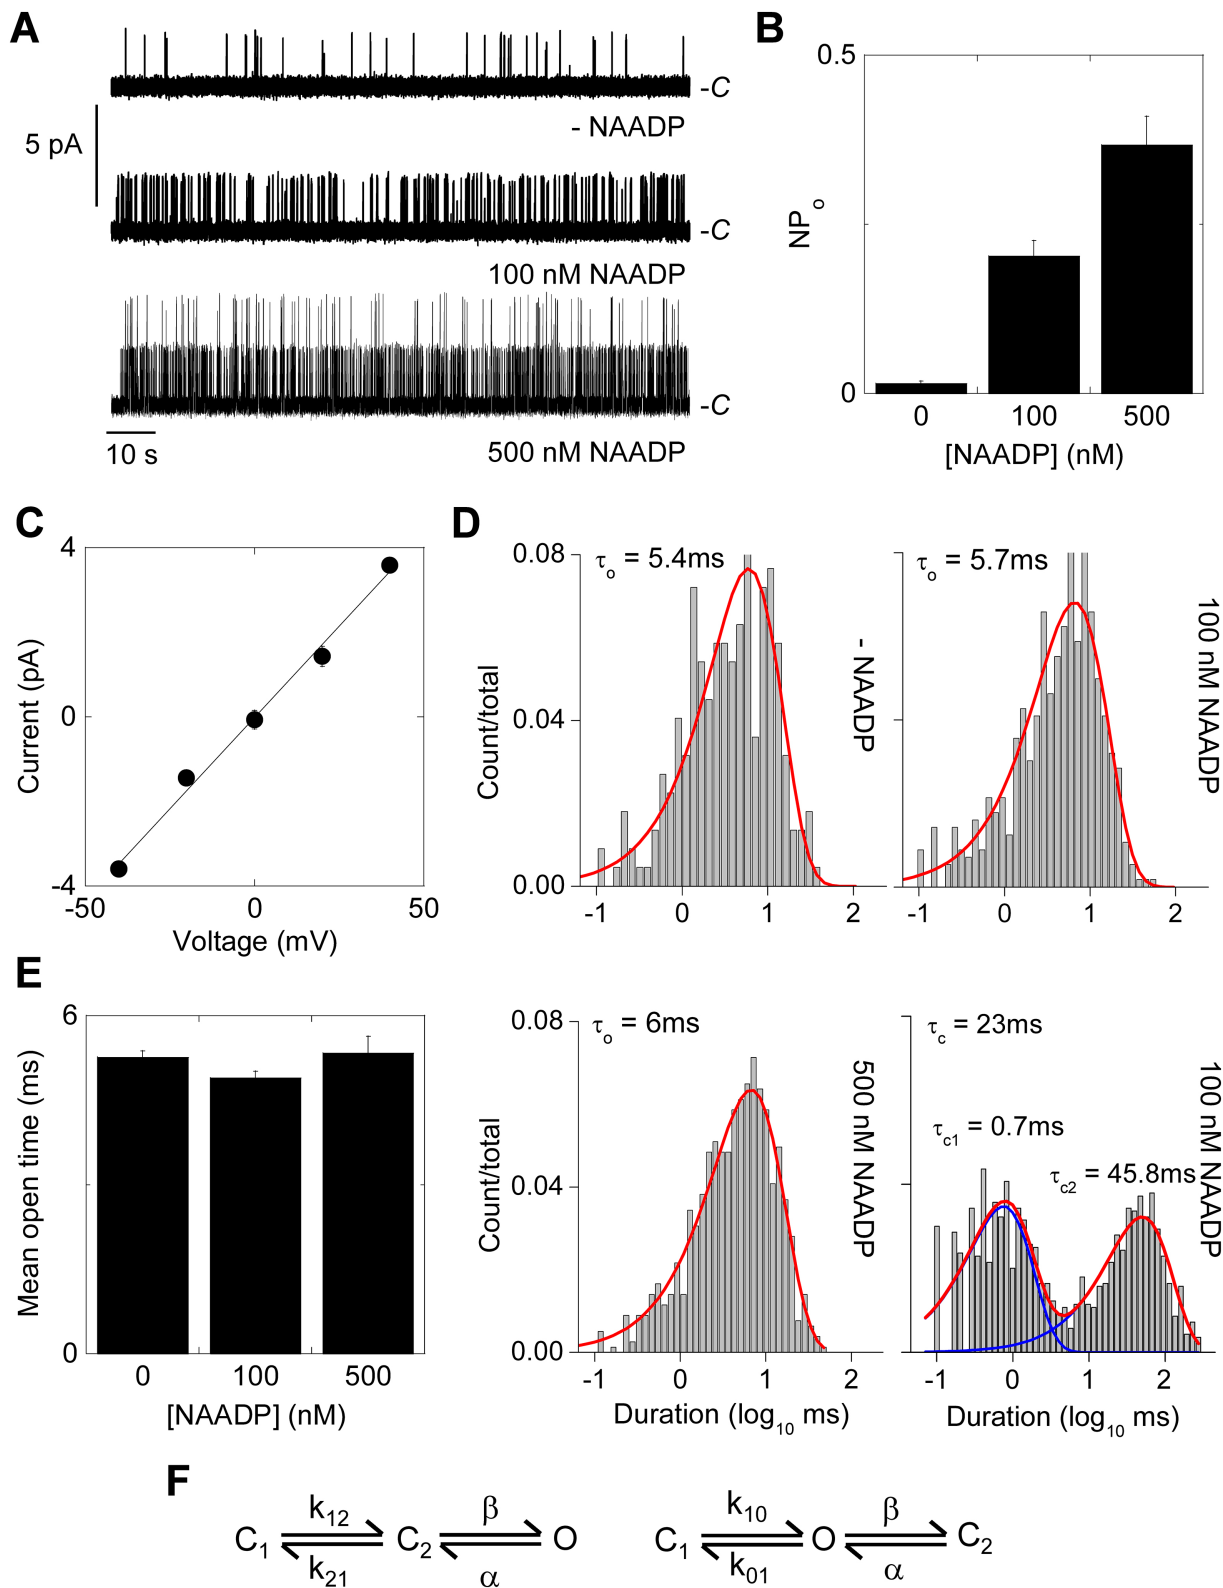 A
-C
- NAADP
5 pA
-C
100 nM NAADP
-C
10 s
500 nM NAADP
B
0.5
NPo
0
0 100 500
[NAADP] (nM)
C
4
Current (pA)
0
-4
-50 0 50
Voltage (mV)
D
0.08
τo = 5.4ms
Count/total
0.04
0.00
-1 0 1 2
- NAADP
τo = 5.7ms
-1 0 1 2
100 nM NAADP
E
6
Mean open time (ms)
0
0 100 500
[NAADP] (nM)
0.08
τo = 6ms
Count/total
0.04
0.00
-1 0 1 2
Duration (log10 ms)
500 nM NAADP
τc = 23ms
τc1 = 0.7ms
τc2 = 45.8ms
-1 0 1 2
Duration (log10 ms)
100 nM NAADP
F
k12 β
C1 C2 O
k21 α
k10 β
C1 O C2
k01 α